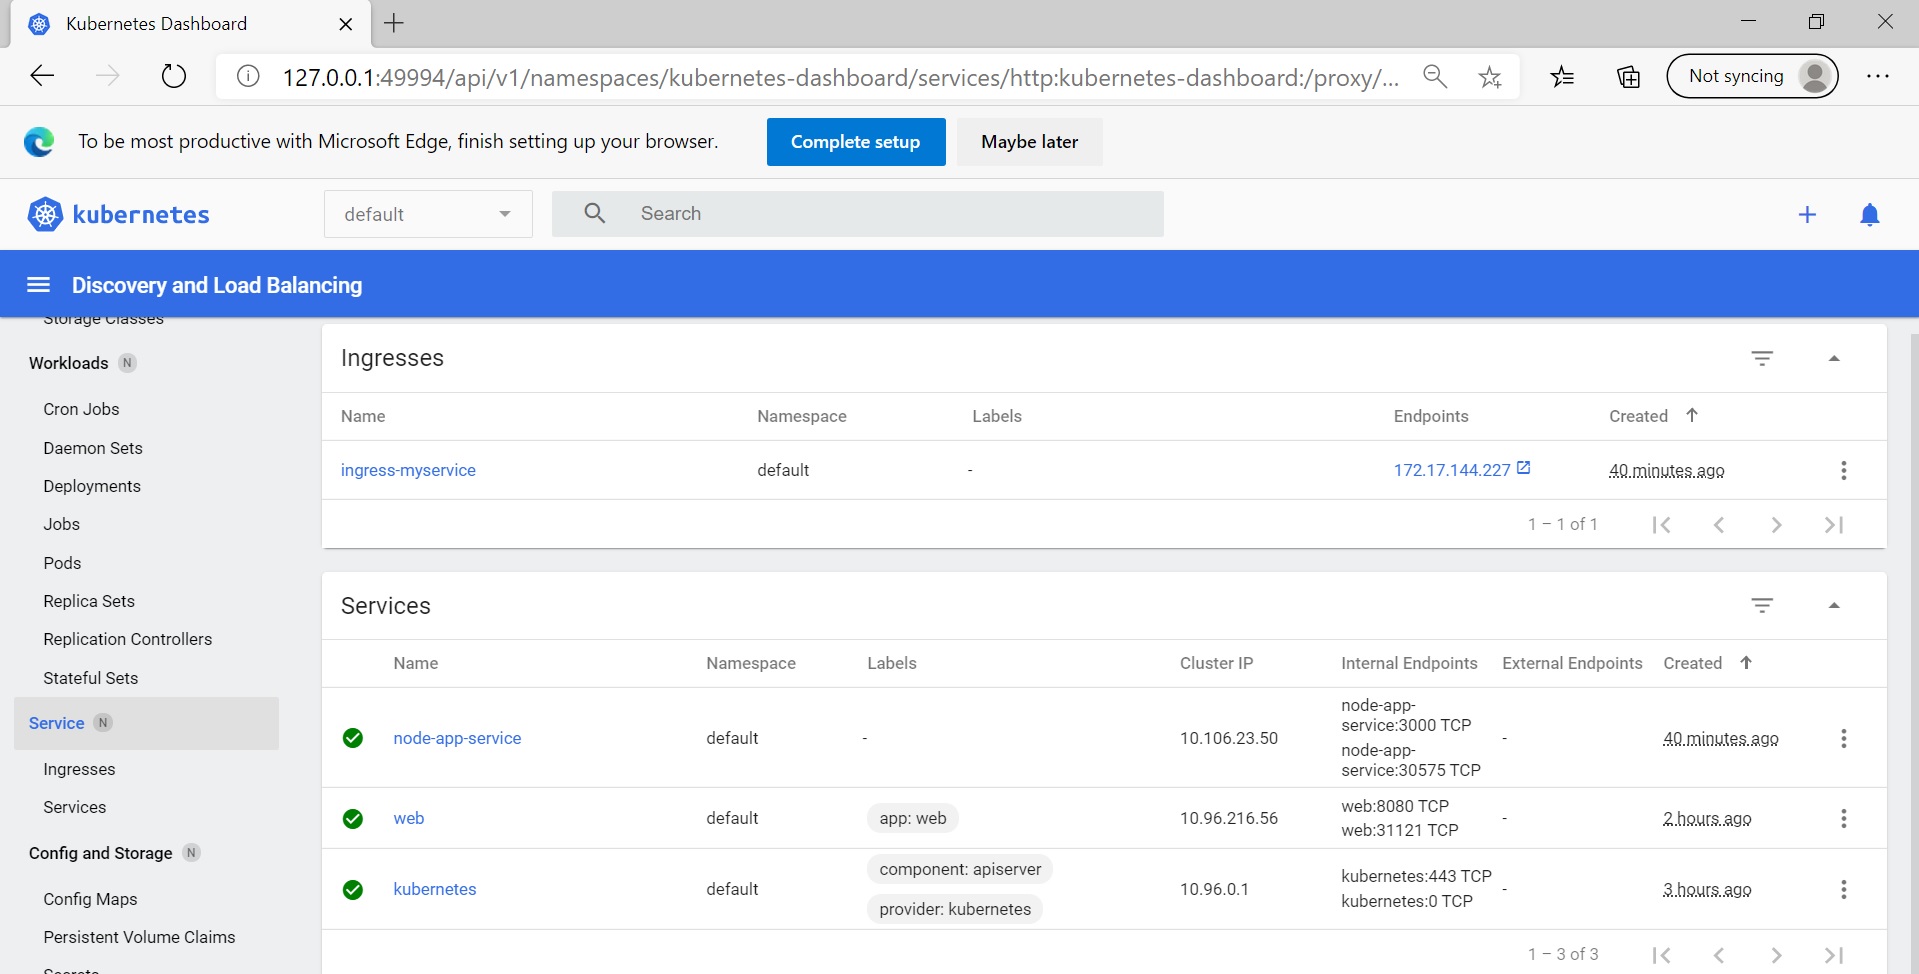 Kubernetes Dashboard
127.0.0.1:49994/api/v1/namespaces/kubernetes-dashboard/services/http:kubernetes-dashboard:/proxy/...
Not syncing
To be most productive with Microsoft Edge, finish setting up your browser.
Complete setup
Maybe later
kubernetes
default
Search
Discovery and Load Balancing
Storage Classes
Workloads N
Cron Jobs
Daemon Sets
Deployments
Jobs
Pods
Replica Sets
Replication Controllers
Stateful Sets
Service N
Ingresses
Services
Config and Storage N
Config Maps
Persistent Volume Claims
Secrets
Ingresses
Name Namespace Labels Endpoints Created
ingress-myservice default - 172.17.144.227 40 minutes ago
1 – 1 of 1
Services
Name Namespace Labels Cluster IP Internal Endpoints External Endpoints Created
node-app-service default - 10.106.23.50
node-app-
service:3000 TCP
node-app-
service:30575 TCP
- 40 minutes ago
web default app: web 10.96.216.56
web:8080 TCP
web:31121 TCP
- 2 hours ago
kubernetes default
component: apiserver
provider: kubernetes
10.96.0.1
kubernetes:443 TCP
kubernetes:0 TCP
- 3 hours ago
1 – 3 of 3